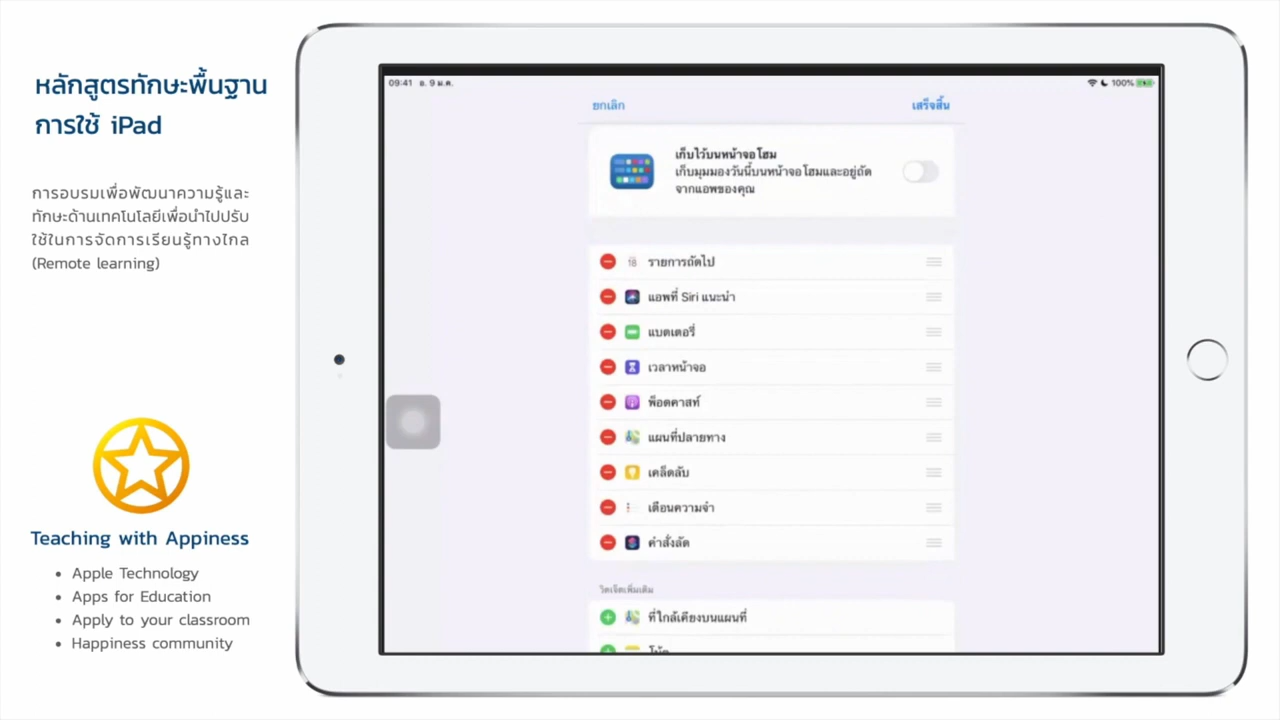 หลักสูตรทักษะพื้นฐาน
การใช้ iPad
การอบรมเพื่อพัฒนาความรู้และ
ทักษะด้านเทคโนโลยีเพื่อนำไปปรับ
ใช้ในการจัดการเรียนรู้ทางไกล
(Remote learning)
Teaching with Appiness
• Apple Technology
• Apps for Education
• Apply to your classroom
• Happiness community
09:41 อ. 9 ม.ค.
100%
ยกเลิก
เสร็จสิ้น
เก็บไว้บนหน้าจอโฮม
เก็บมุมมองวันนี้บนหน้าจอโฮมและอยู่ถัด
จากแอพของคุณ
18 รายการถัดไป
แอพที่ Siri แนะนำ
แบตเตอรี่
เวลาหน้าจอ
พ็อดคาสท์
แผนที่ปลายทาง
เคล็ดลับ
เตือนความจำ
คำสั่งลัด
วิดเจ็ตเพิ่มเติม
ที่ใกล้เคียงบนแผนที่
โน้ต